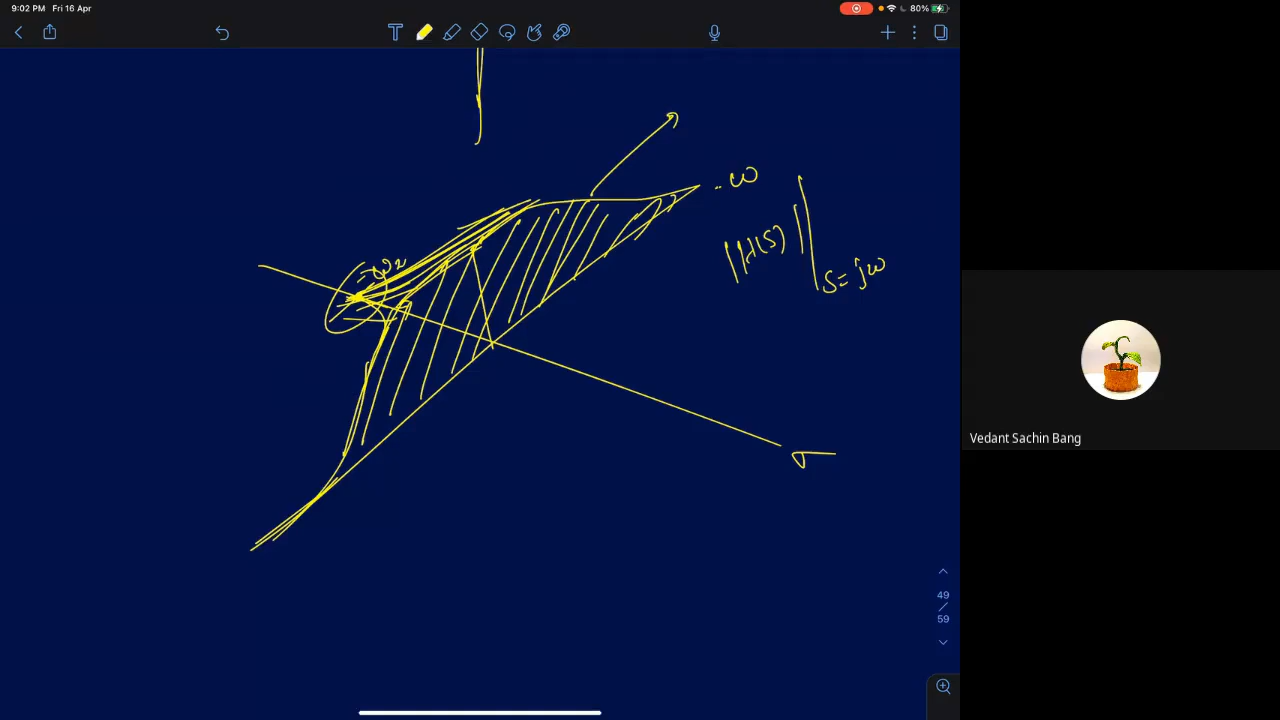 9:02 PM Fri 16 Apr
80%
T
ω
|H(s)|
s=jω
σ
49
/
59
Vedant Sachin Bang